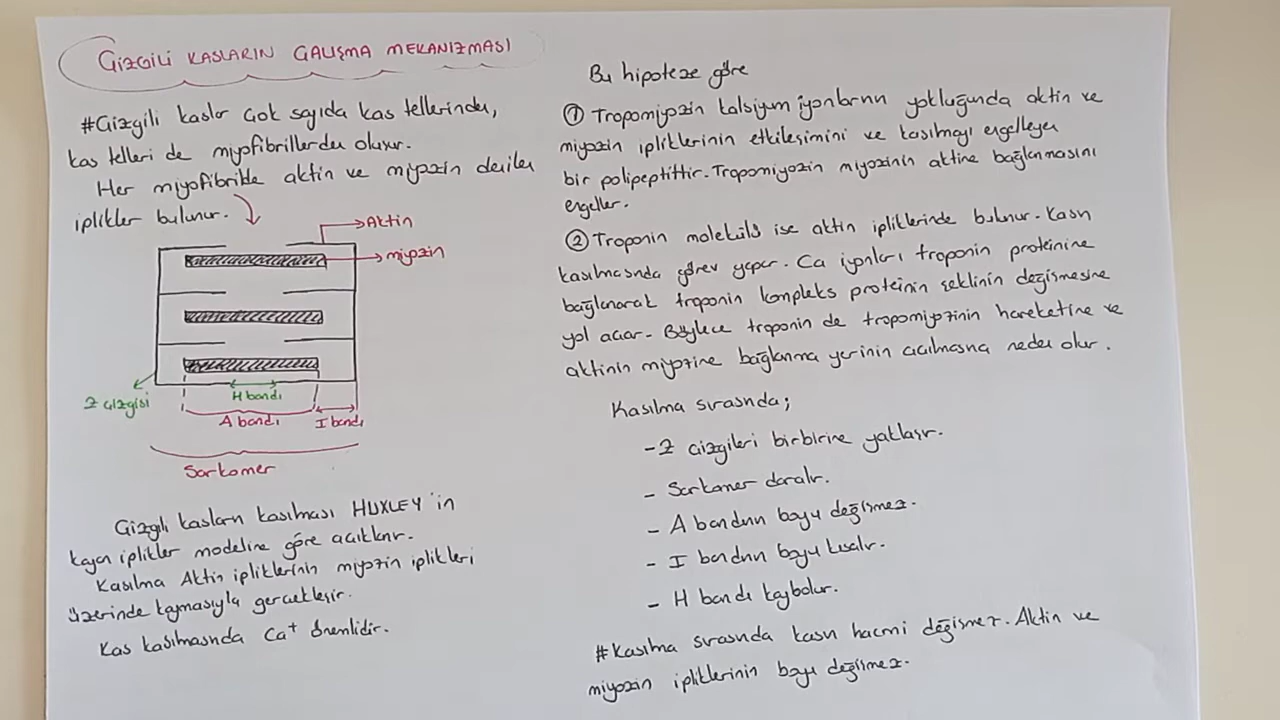 ÇİZGİLİ KASLARIN ÇALIŞMA MEKANİZMASI
#Çizgili kaslar çok sayıda kas tellerinden,
kas telleri de miyofibrillerden oluşur.
Her miyofibrilde aktin ve miyozin denilen
iplikler bulunur.
Aktin
miyozin
Z çizgisi
H bandı
A bandı
I bandı
Sarkomer
Çizgili kasların kasılması HUXLEY'in
kayan iplikler modeline göre açıklanır.
Kasılma Aktin ipliklerinin miyozin iplikleri
üzerinde kaymasıyla gerçekleşir.
Kas kasılmasında Ca+ önemlidir.
Bu hipoteze göre
① Tropomiyozin kalsiyum iyonlarının yokluğunda aktin ve
miyozin ipliklerinin etkileşimini ve kasılmayı engelleyen
bir polipeptittir. Tropomiyozin miyozinin aktine bağlanmasını
engeller.
② Troponin molekülü ise aktin ipliklerinde bulunur. Kasın
kasılmasında görev yapar. Ca iyonları troponin proteinine
bağlanarak troponin kompleks proteinin şeklinin değişmesine
yol açar. Böylece troponin de tropomiyozinin hareketine ve
aktinin miyozine bağlanma yerinin açılmasına neden olur.
Kasılma sırasında;
- Z çizgileri birbirine yaklaşır.
- Sarkomer daralır.
- A bandının boyu değişmez.
- I bandının boyu kısalır.
- H bandı kaybolur.
#Kasılma sırasında kasın hacmi değişmez. Aktin ve
miyozin ipliklerinin boyu değişmez.